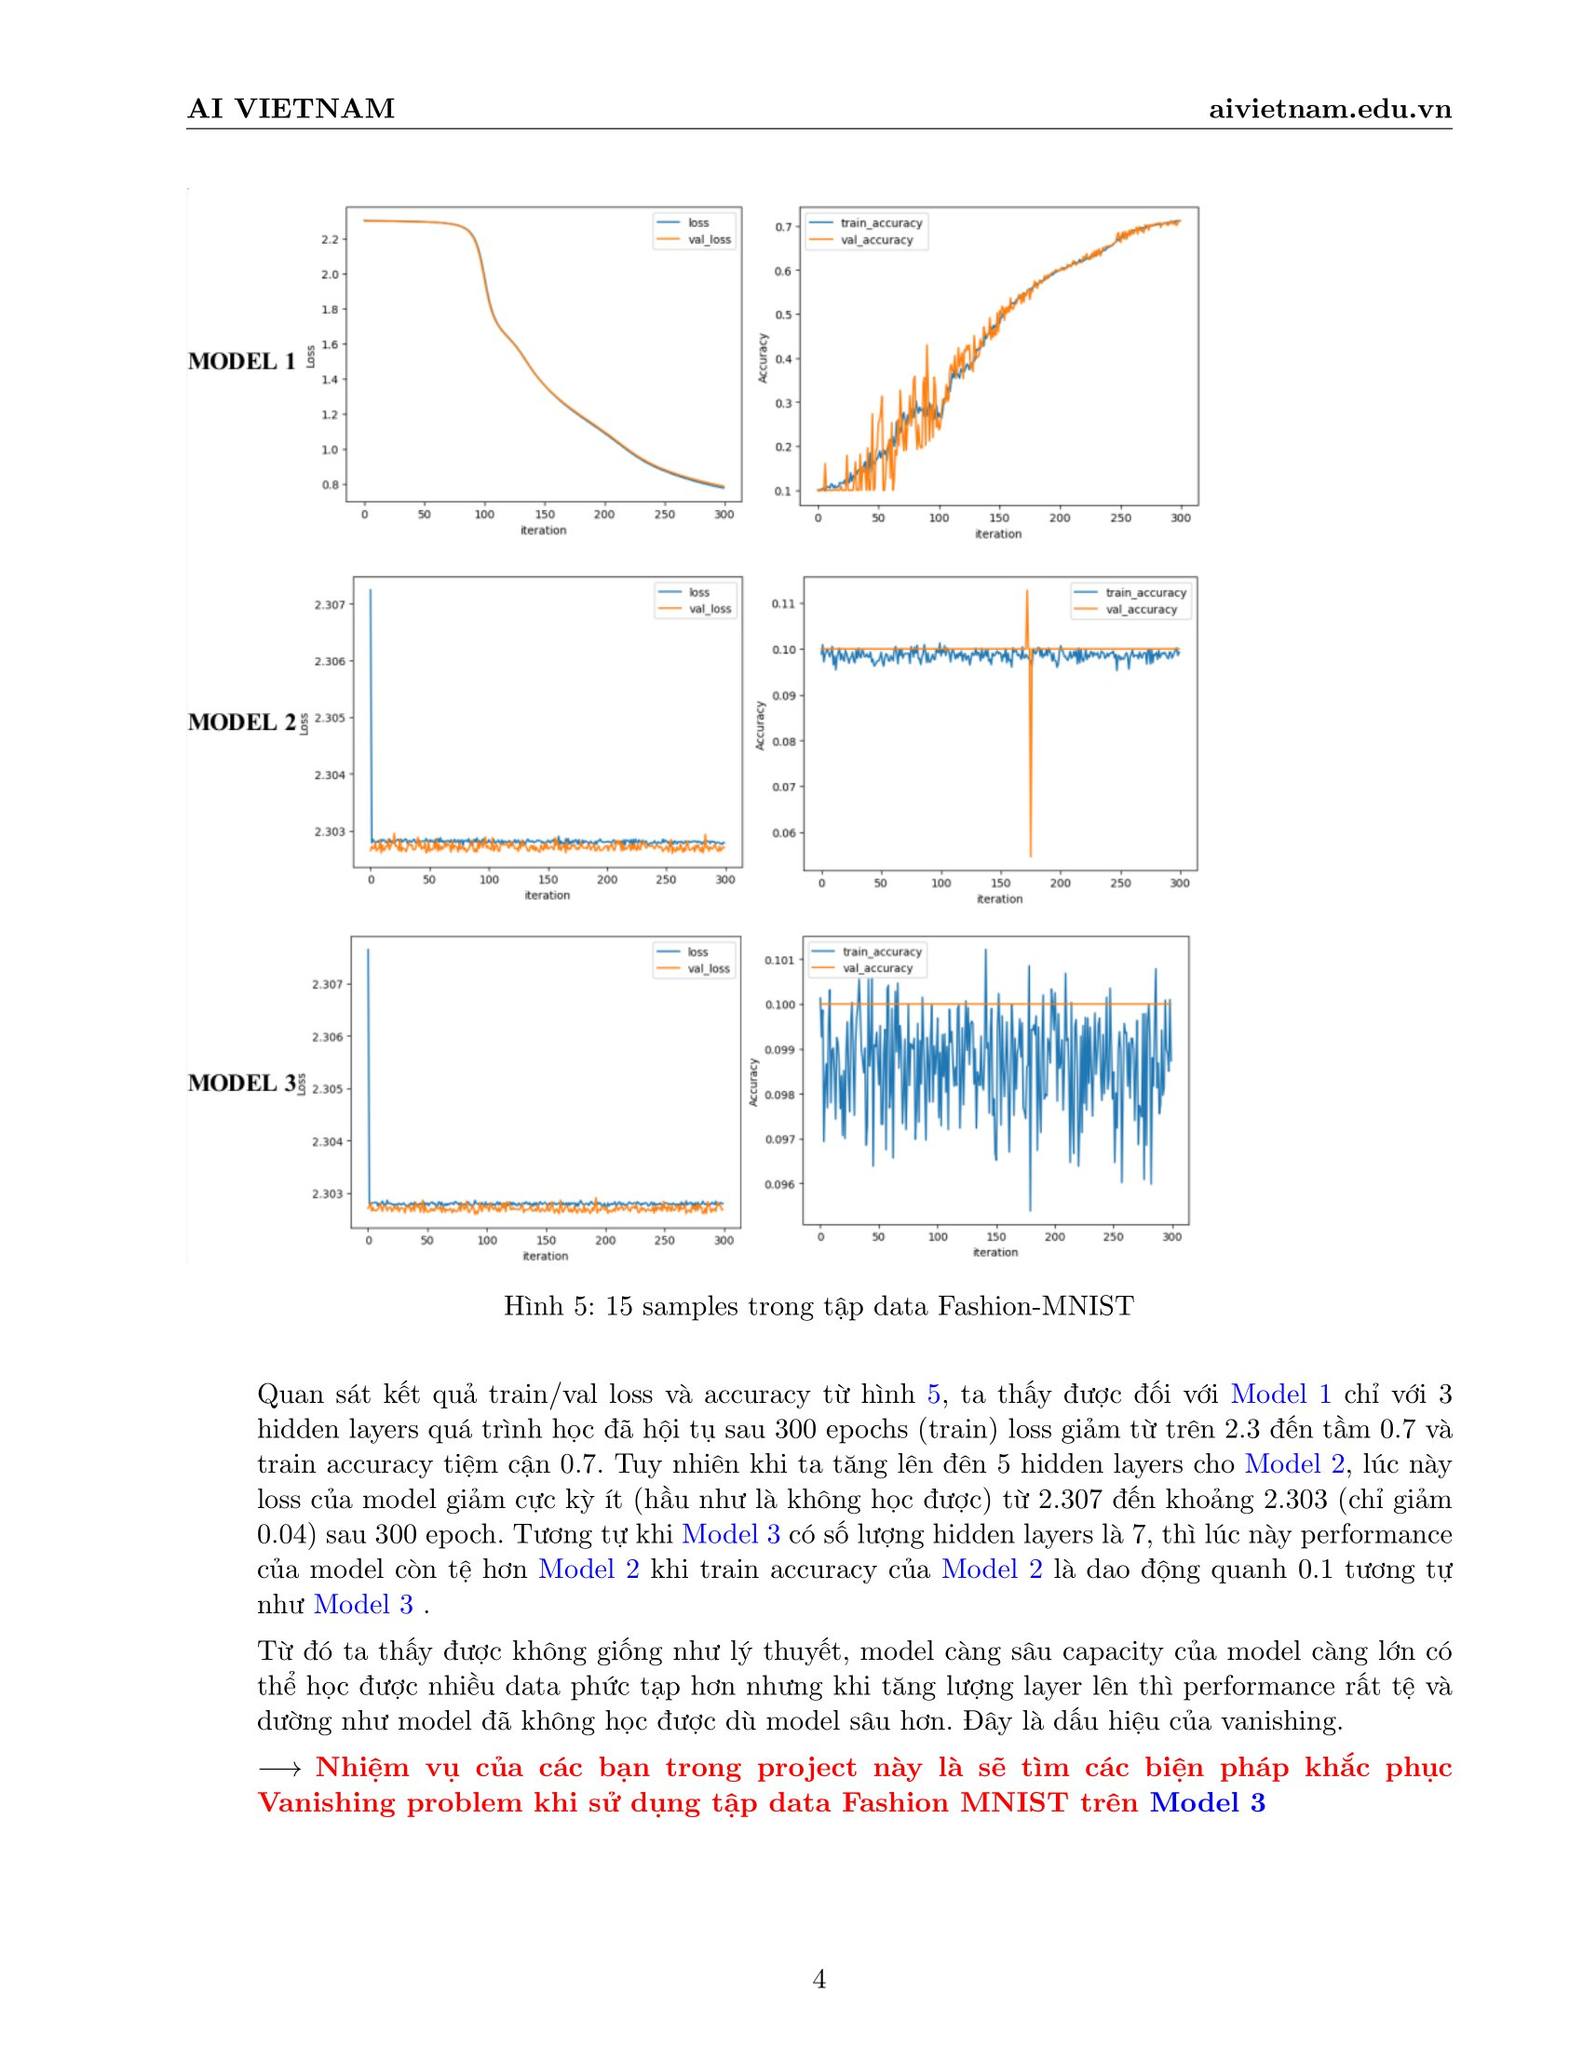 AI VIETNAM aivietnam.edu.vn
loss
val_loss
2.2
2.0
1.8
1.6
1.4
1.2
1.0
0.8
Loss
0 50 100 150 200 250 300
iteration
train_accuracy
val_accuracy
0.7
0.6
0.5
0.4
0.3
0.2
0.1
Accuracy
0 50 100 150 200 250 300
iteration
MODEL 1
loss
val_loss
2.307
2.306
2.305
2.304
2.303
Loss
0 50 100 150 200 250 300
iteration
train_accuracy
val_accuracy
0.11
0.10
0.09
0.08
0.07
0.06
Accuracy
0 50 100 150 200 250 300
iteration
MODEL 2
loss
val_loss
2.307
2.306
2.305
2.304
2.303
Loss
0 50 100 150 200 250 300
iteration
train_accuracy
val_accuracy
0.101
0.100
0.099
0.098
0.097
0.096
Accuracy
0 50 100 150 200 250 300
iteration
MODEL 3
Hình 5: 15 samples trong tập data Fashion-MNIST
Quan sát kết quả train/val loss và accuracy từ hình 5, ta thấy được đối với Model 1 chỉ với 3
hidden layers quá trình học đã hội tụ sau 300 epochs (train) loss giảm từ trên 2.3 đến tầm 0.7 và
train accuracy tiệm cận 0.7. Tuy nhiên khi ta tăng lên đên 5 hidden layers cho Model 2, lúc này
loss của model giảm cực kỳ ít (hầu như là không học được) từ 2.307 đến khoảng 2.303 (chỉ giảm
0.04) sau 300 epoch. Tương tự khi Model 3 có số lượng hidden layers là 7, thì lúc này performance
của model còn tệ hơn Model 2 khi train accuracy của Model 2 là dao động quanh 0.1 tương tự
như Model 3 .
Từ đó ta thấy được không giống như lý thuyết, model càng sâu capacity của model càng lớn có
thể học được nhiều data phức tạp hơn nhưng khi tăng lượng layer lên thì performance rất tệ và
dường như model đã không học được dù model sâu hơn. Đây là dấu hiệu của vanishing.
⟶ Nhiệm vụ của các bạn trong project này là sẽ tìm các biện pháp khắc phục
Vanishing problem khi sử dụng tập data Fashion MNIST trên Model 3
4